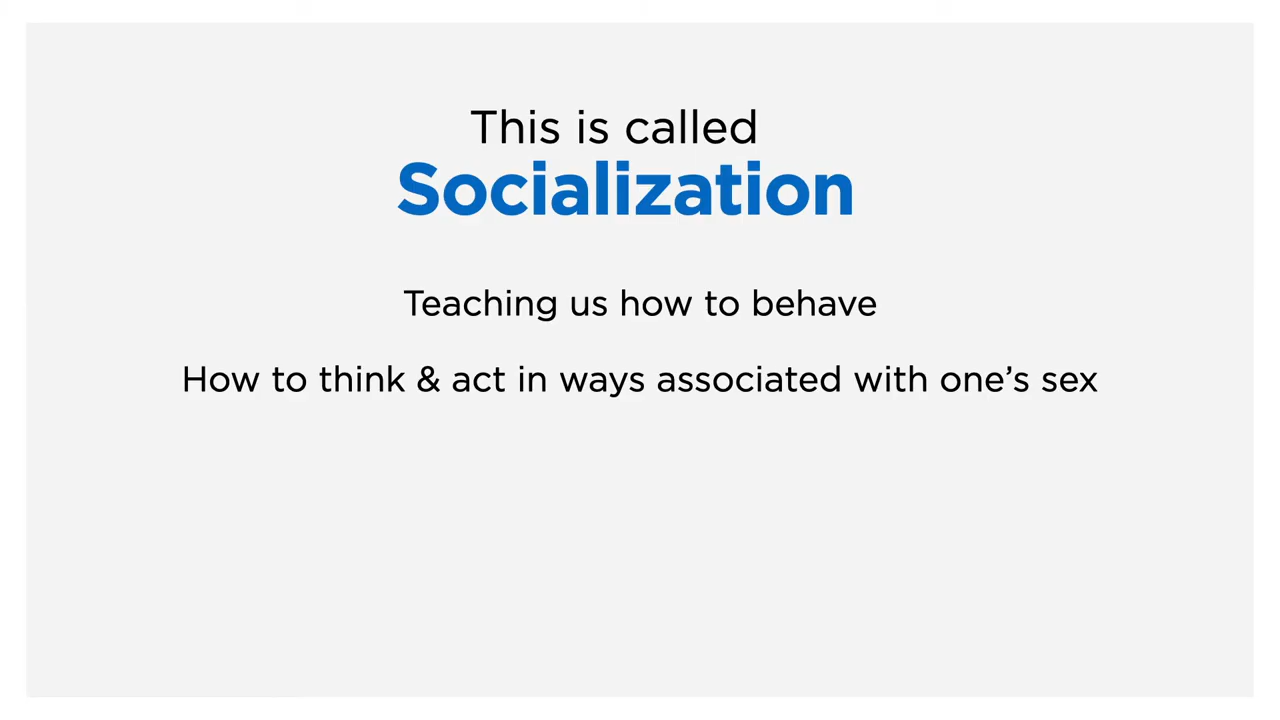 This is called
Socialization
Teaching us how to behave
How to think & act in ways associated with one’s sex